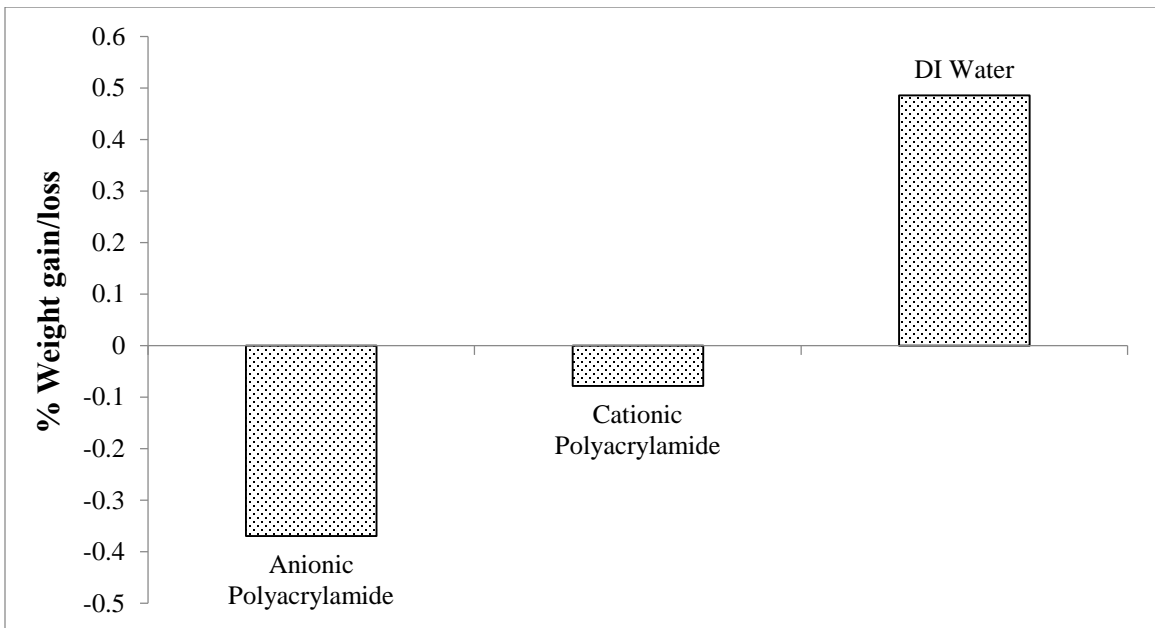 % Weight gain/loss
0.6
0.5
0.4
0.3
0.2
0.1
0
-0.1
-0.2
-0.3
-0.4
-0.5
Anionic
Polyacrylamide
Cationic
Polyacrylamide
DI Water